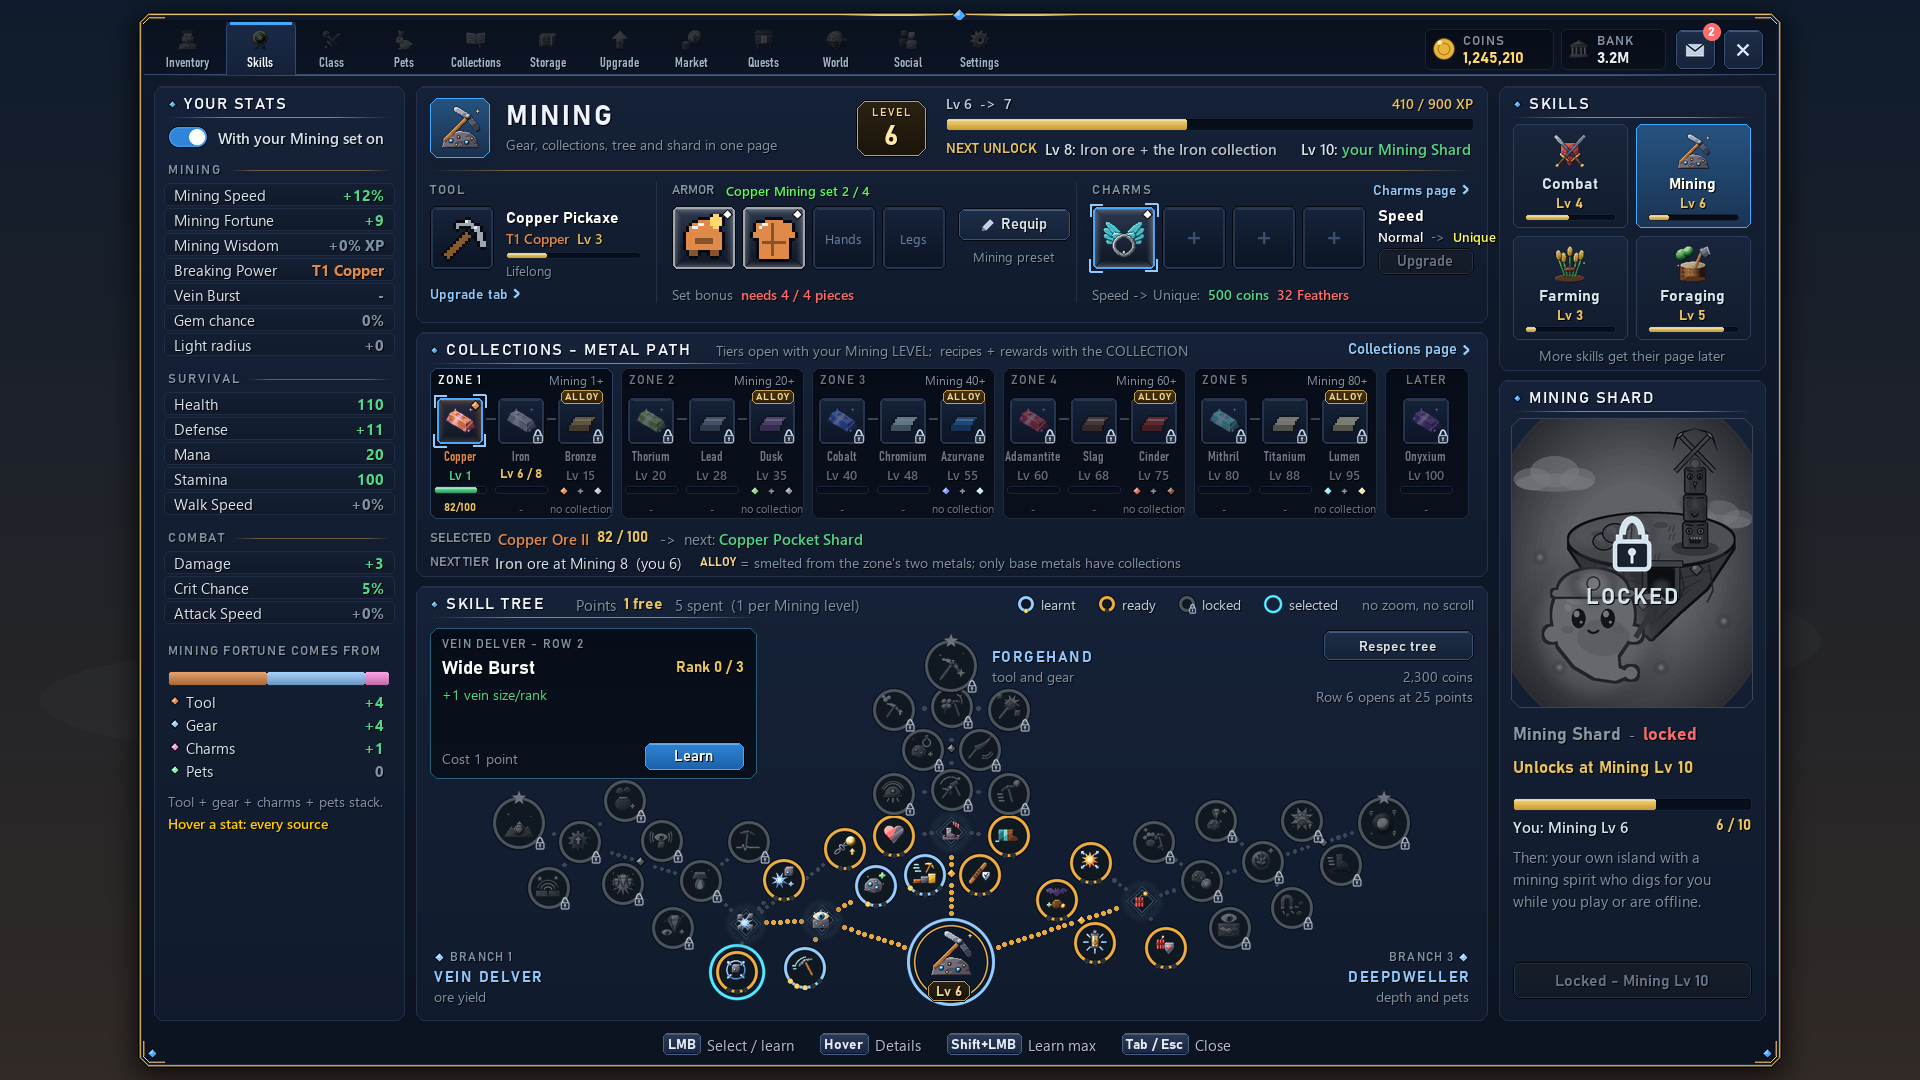 Inventory
Skills
Class
Pets
Collections
Storage
Upgrade
Market
Quests
World
Social
Settings
COINS
1,245,210
BANK
3.2M
2
YOUR STATS
With your Mining set on
MINING
Mining Speed +12%
Mining Fortune +9
Mining Wisdom +0% XP
Breaking Power T1 Copper
Vein Burst -
Gem chance 0%
Light radius +0
SURVIVAL
Health 110
Defense +11
Mana 20
Stamina 100
Walk Speed +0%
COMBAT
Damage +3
Crit Chance 5%
Attack Speed +0%
MINING FORTUNE COMES FROM
Tool +4
Gear +4
Charms +1
Pets 0
Tool + gear + charms + pets stack.
Hover a stat: every source
MINING
Gear, collections, tree and shard in one page
LEVEL
6
Lv 6 -> 7
410 / 900 XP
NEXT UNLOCK Lv 8: Iron ore + the Iron collection Lv 10: your Mining Shard
TOOL
Copper Pickaxe
T1 Copper Lv 3
Lifelong
Upgrade tab >
ARMOR Copper Mining set 2 / 4
Hands
Legs
Requip
Mining preset
Set bonus needs 4 / 4 pieces
CHARMS
Charms page >
+
+
+
Speed
Normal -> Unique
Upgrade
Speed -> Unique: 500 coins 32 Feathers
COLLECTIONS - METAL PATH
Tiers open with your Mining LEVEL; recipes + rewards with the COLLECTION
Collections page >
ZONE 1 Mining 1+
ALLOY
Copper Iron Bronze
Lv 1 Lv 6 / 8 Lv 15
82/100 - no collection
ZONE 2 Mining 20+
ALLOY
Thorium Lead Dusk
Lv 20 Lv 28 Lv 35
- - no collection
ZONE 3 Mining 40+
ALLOY
Cobalt Chromium Azurvane
Lv 40 Lv 48 Lv 55
- - no collection
ZONE 4 Mining 60+
ALLOY
Adamantite Slag Cinder
Lv 60 Lv 68 Lv 75
- - no collection
ZONE 5 Mining 80+
ALLOY
Mithril Titanium Lumen
Lv 80 Lv 88 Lv 95
- - no collection
LATER
Onyxium
Lv 100
-
SELECTED Copper Ore II 82 / 100 -> next: Copper Pocket Shard
NEXT TIER Iron ore at Mining 8 (you 6) ALLOY = smelted from the zone's two metals; only base metals have collections
SKILL TREE
Points 1 free 5 spent (1 per Mining level)
learnt
ready
locked
selected
no zoom, no scroll
VEIN DELVER - ROW 2
Wide Burst Rank 0 / 3
+1 vein size/rank
Cost 1 point
Learn
FORGEHAND
tool and gear
Respec tree
2,300 coins
Row 6 opens at 25 points
BRANCH 1
VEIN DELVER
ore yield
Lv 6
BRANCH 3
DEEPDWELLER
depth and pets
SKILLS
Combat
Lv 4
Mining
Lv 6
Farming
Lv 3
Foraging
Lv 5
More skills get their page later
MINING SHARD
LOCKED
Mining Shard - locked
Unlocks at Mining Lv 10
You: Mining Lv 6 6 / 10
Then: your own island with a
mining spirit who digs for you
while you play or are offline.
Locked - Mining Lv 10
LMB Select / learn
Hover Details
Shift+LMB Learn max
Tab / Esc Close